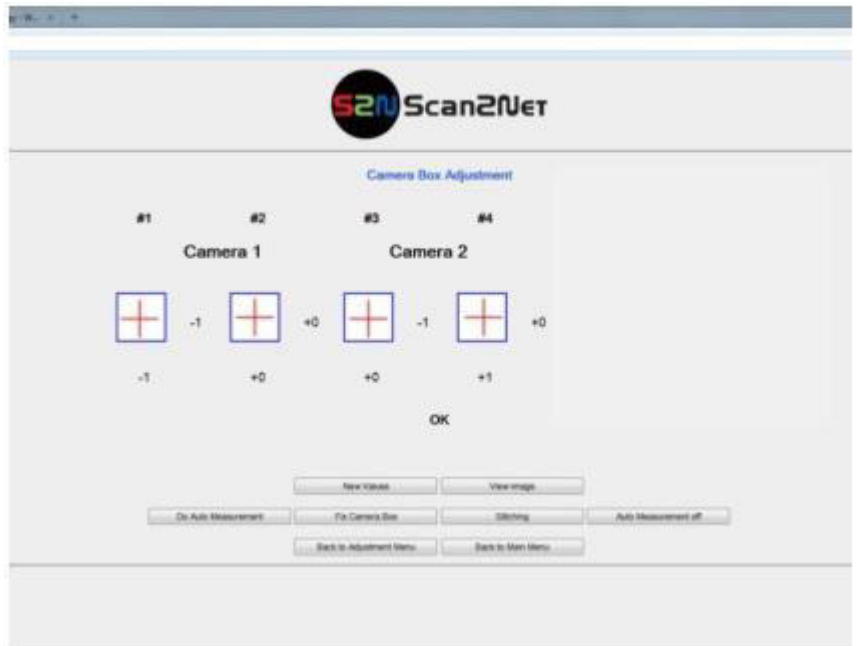 S2N Scan2Net
Camera Box Adjustment
#1 #2 #3 #4
Camera 1 Camera 2
-1 +0 -1 +0
-1 +0 +0 +1
OK
New Values View Image
Do Auto Measurement Fix Camera Box Stitching Auto Measurement off
Back to Adjustment Menu Back to Main Menu